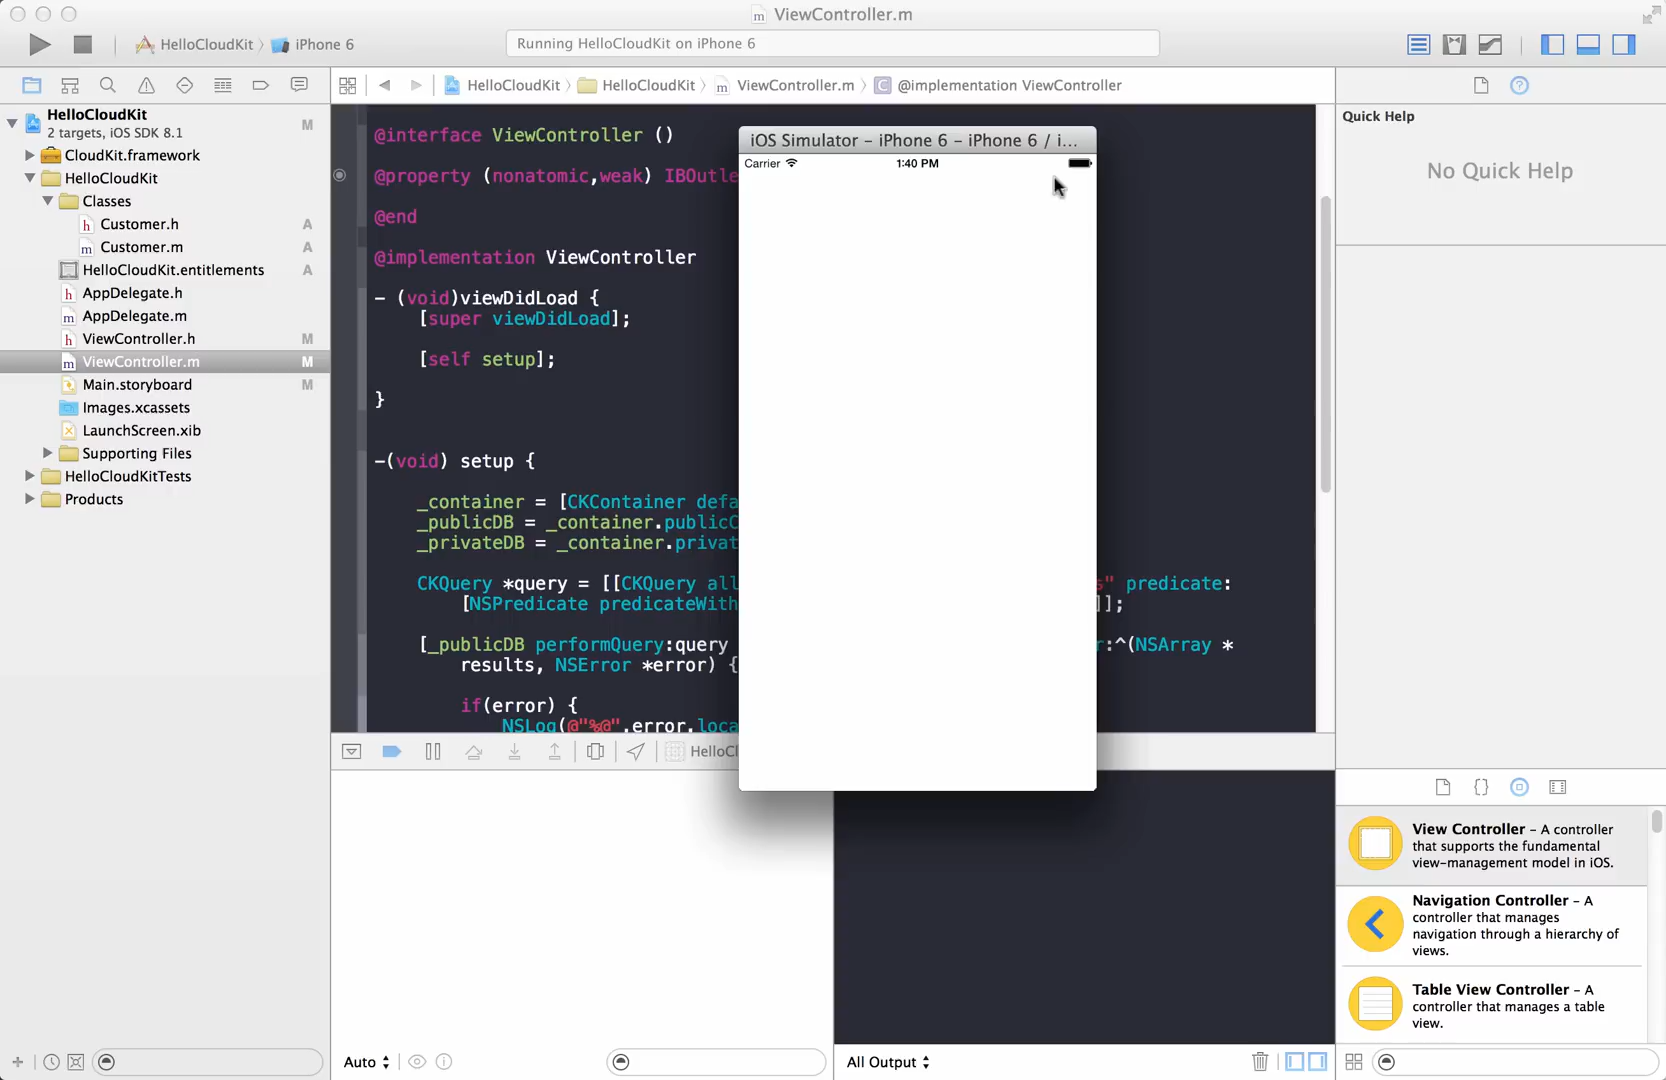 ViewController.m
HelloCloudKit
iPhone 6
Running HelloCloudKit on iPhone 6
HelloCloudKit
HelloCloudKit
ViewController.m
@implementation ViewController
HelloCloudKit
2 targets, iOS SDK 8.1
M
CloudKit.framework
HelloCloudKit
Classes
Customer.h
A
Customer.m
A
HelloCloudKit.entitlements
A
AppDelegate.h
AppDelegate.m
ViewController.h
M
ViewController.m
M
Main.storyboard
M
Images.xcassets
LaunchScreen.xib
Supporting Files
HelloCloudKitTests
Products
@interface ViewController ()
@property (nonatomic,weak) IBOutle
@end
@implementation ViewController
- (void)viewDidLoad {
[super viewDidLoad];
[self setup];
}
-(void) setup {
_container = [CKContainer defa
_publicDB = _container.publicC
_privateDB = _container.privat
CKQuery *query = [[CKQuery all
s" predicate:
[NSPredicate predicateWith
]];
[_publicDB performQuery:query
r:^(NSArray *
results, NSError *error) {
if(error) {
NSLog(@"%@",error.loca
iOS Simulator – iPhone 6 – iPhone 6 / i...
Carrier
1:40 PM
HelloCl
Auto
All Output
Quick Help
No Quick Help
View Controller – A controller
that supports the fundamental
view-management model in iOS.
Navigation Controller – A
controller that manages
navigation through a hierarchy of
views.
Table View Controller – A
controller that manages a table
view.